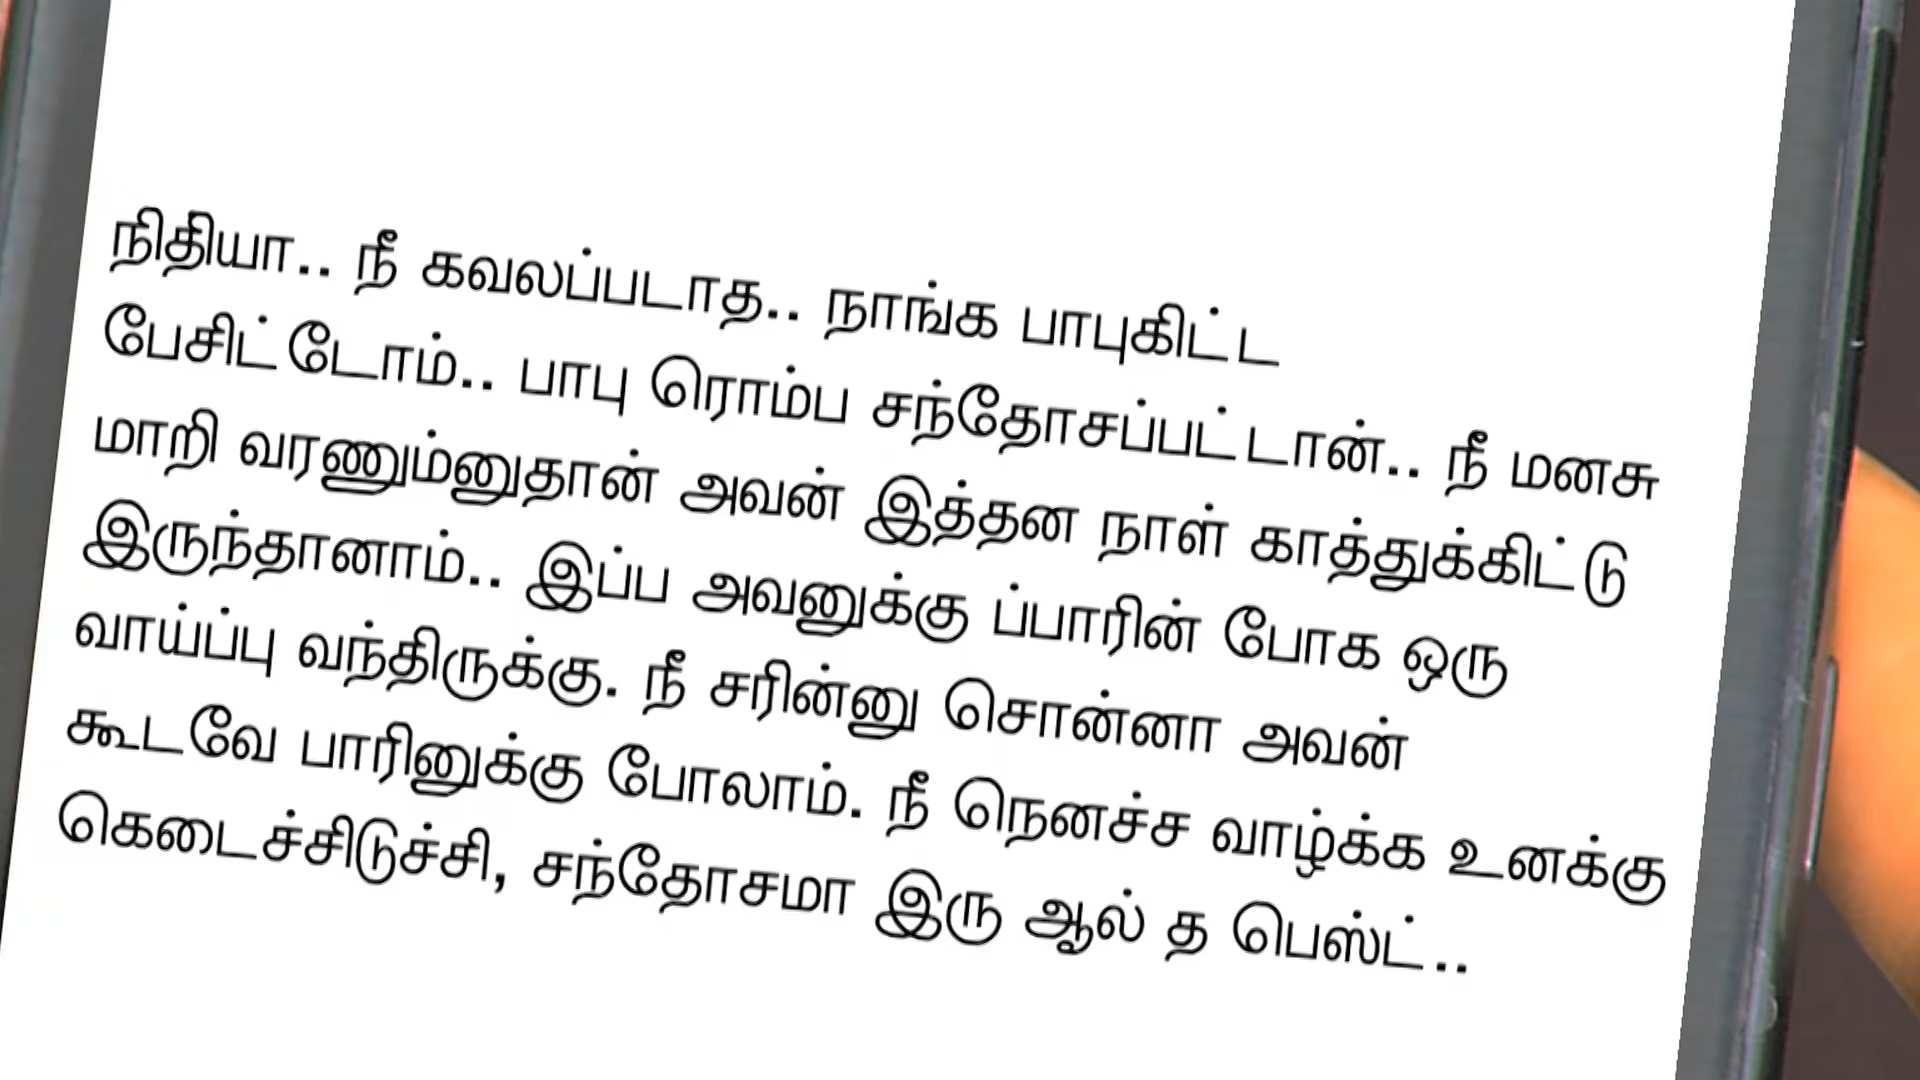 நிதியா.. நீ கவலப்படாத.. நாங்க பாபுகிட்ட
பேசிட்டோம்.. பாபு ரொம்ப சந்தோசப்பட்டான்.. நீ மனசு
மாறி வரணும்னுதான் அவன் இத்தன நாள் காத்துக்கிட்டு
இருந்தானாம்.. இப்ப அவனுக்கு ப்பாரின் போக ஒரு
வாய்ப்பு வந்திருக்கு. நீ சரின்னு சொன்னா அவன்
கூடவே பாரினுக்கு போலாம். நீ நெனச்ச வாழ்க்க உனக்கு
கெடைச்சிடுச்சி, சந்தோசமா இரு ஆல் த பெஸ்ட்..